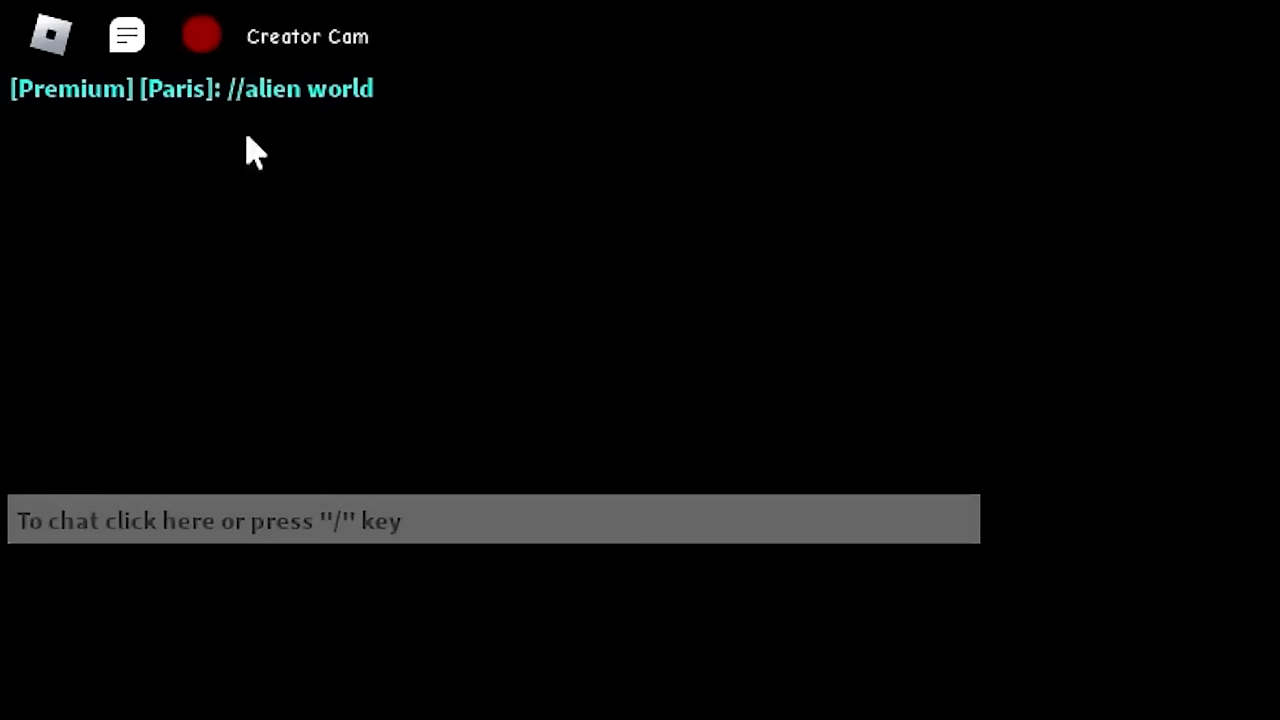 Creator Cam
[Premium] [Paris]: //alien world
To chat click here or press "/" key